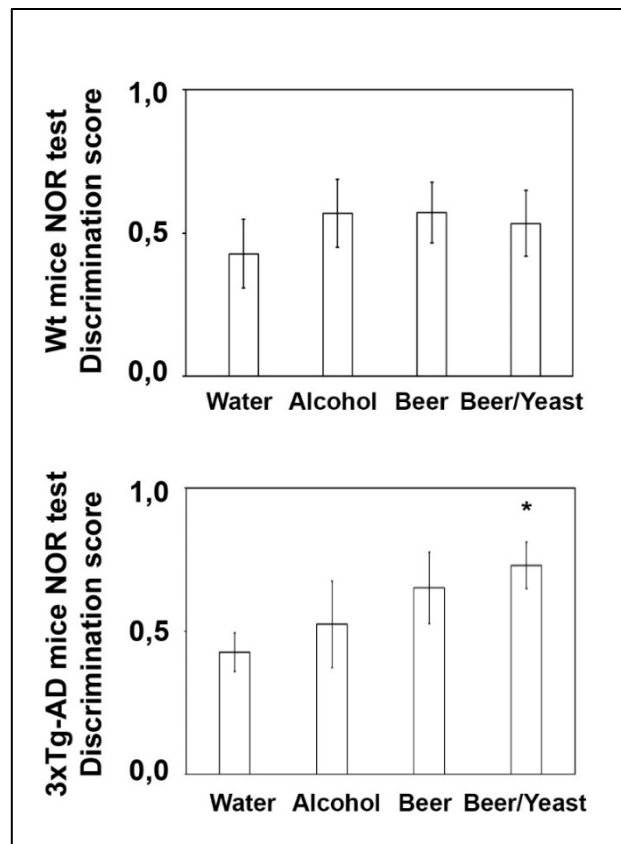 Wt mice NOR test
Discrimination score
1,0
0,5
0,0
Water Alcohol Beer Beer/Yeast
3xTg-AD mice NOR test
Discrimination score
1,0
*
0,5
0,0
Water Alcohol Beer Beer/Yeast